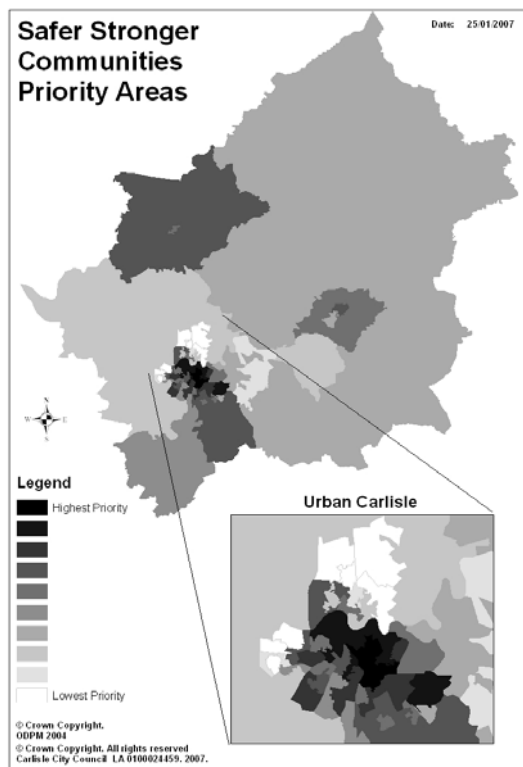 Safer Stronger
Communities
Priority Areas
Date: 25/01/2007
N
W E
S
Legend
Highest Priority
Lowest Priority
Urban Carlisle
© Crown Copyright.
ODPM 2004
© Crown Copyright. All rights reserved
Carlisle City Council LA 0100024459. 2007.